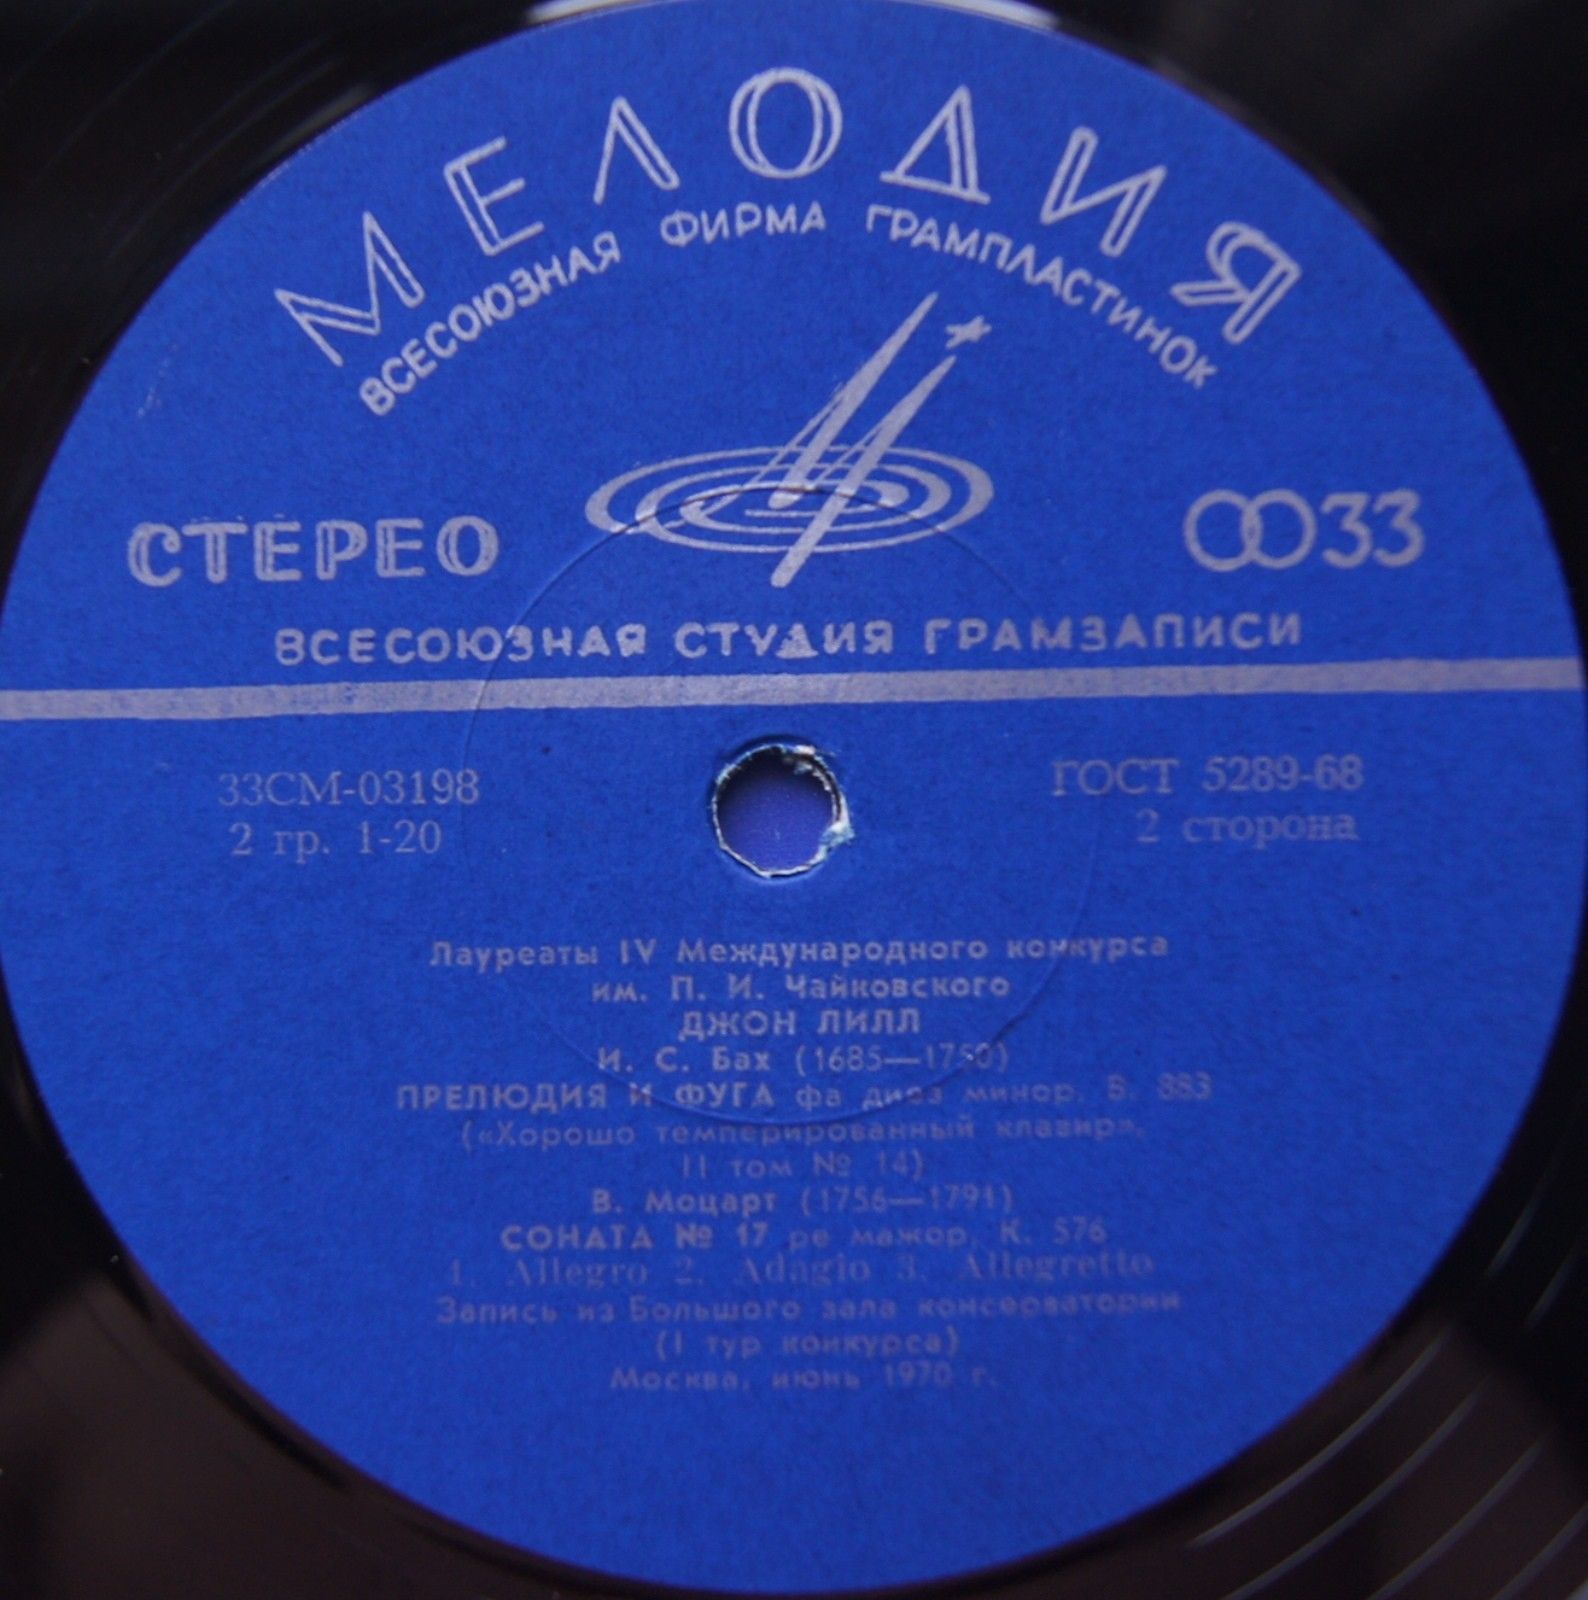 МЕЛОДИЯ
ВСЕСОЮЗНАЯ ФИРМА ГРАМПЛАСТИНОК
СТЕРЕО
33
ВСЕСОЮЗНАЯ СТУДИЯ ГРАМЗАПИСИ
33СМ-03198
ГОСТ 5289-68
2 гр. 1-20
2 сторона
Лауреаты IV Международного конкурса
им. П. И. Чайковского
ДЖОН ЛИЛЛ
И. С. Бах (1685—1750)
ПРЕЛЮДИЯ И ФУГА фа диез минор, В. 883
(«Хорошо темперированный клавир»,
II том № 14)
В. Моцарт (1756—1791)
СОНАТА № 17 ре мажор, К. 576
1. Allegro 2. Adagio 3. Allegretto
Запись из Большого зала консерватории
(I тур конкурса)
Москва, июнь 1970 г.